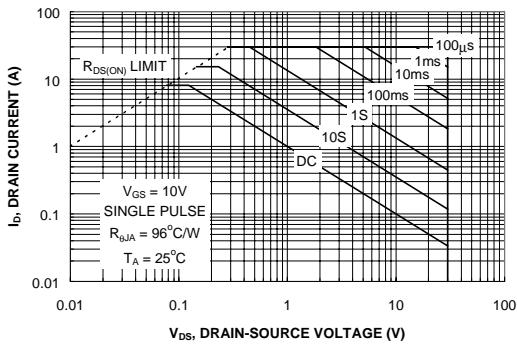 100
10
1
0.1
0.01
0.01
0.1
1
10
100
I_D, DRAIN CURRENT (A)
V_DS, DRAIN-SOURCE VOLTAGE (V)
R_DS(ON) LIMIT
100µs
1ms
10ms
100ms
1S
10S
DC
V_GS = 10V
SINGLE PULSE
R_θJA = 96°C/W
T_A = 25°C